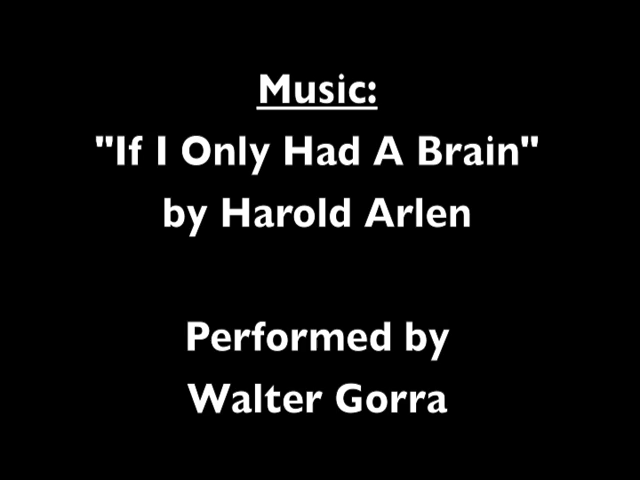 Music:
"If I Only Had A Brain"
by Harold Arlen
Performed by
Walter Gorra